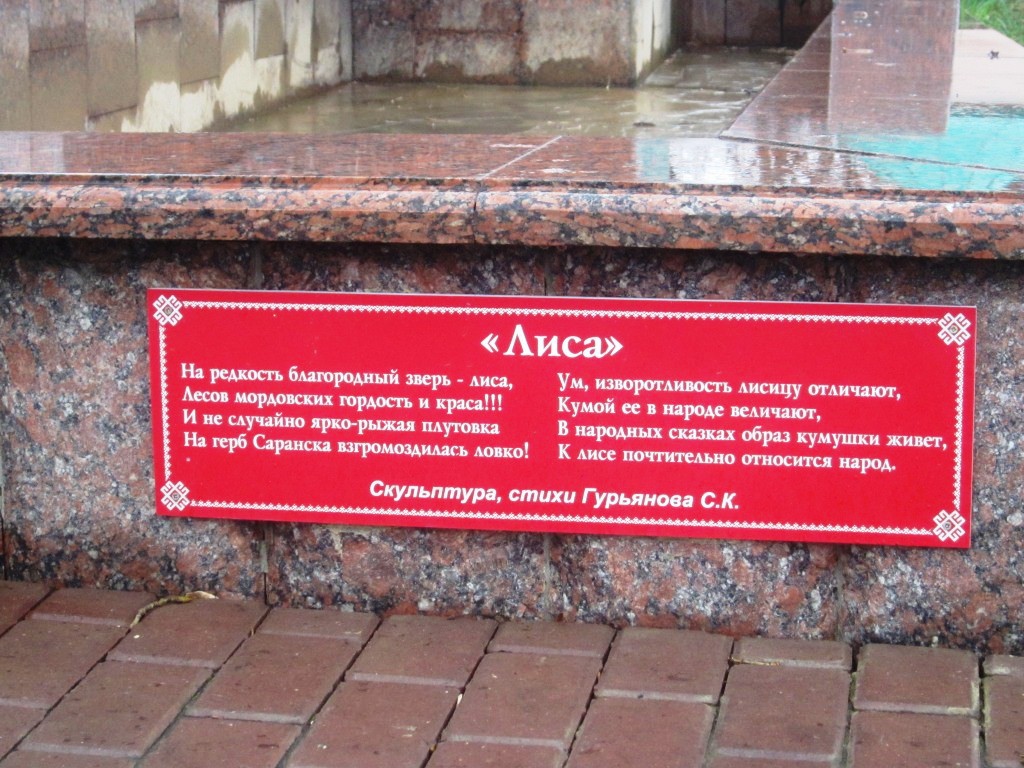 «Лиса»
На редкость благородный зверь - лиса,
Лесов мордовских гордость и краса!!!
И не случайно ярко-рыжая плутовка
На герб Саранска взгромоздилась ловко!
Ум, изворотливость лисицу отличают,
Кумой ее в народе величают,
В народных сказках образ кумушки живет,
К лисе почтительно относится народ.
Скульптура, стихи Гурьянова С.К.